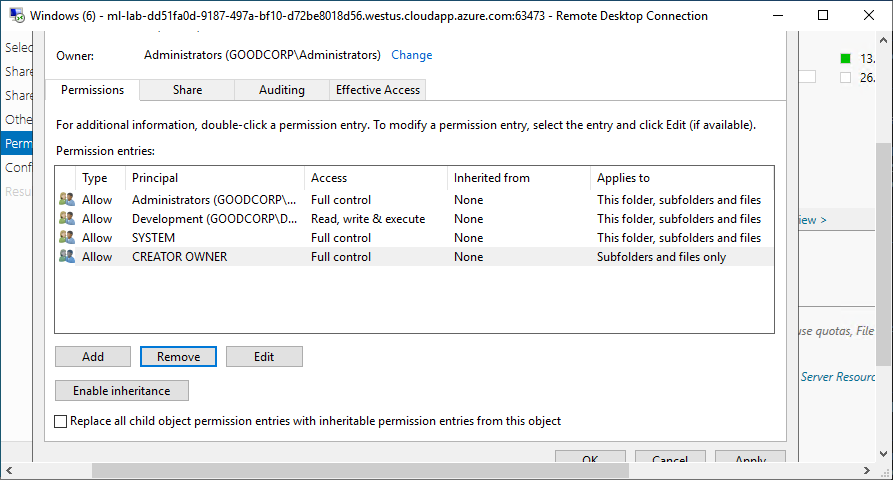 Windows (6) - ml-lab-dd51fa0d-9187-497a-bf10-d72be8018d56.westus.cloudapp.azure.com:63473 - Remote Desktop Connection
Selec
Share
Share
Othe
Perm
Conf
Resu
Owner: Administrators (GOODCORP\Administrators) Change
Permissions Share Auditing Effective Access
For additional information, double-click a permission entry. To modify a permission entry, select the entry and click Edit (if available).
Permission entries:
Type Principal Access Inherited from Applies to
Allow Administrators (GOODCORP\... Full control None This folder, subfolders and files
Allow Development (GOODCORP\D... Read, write & execute None This folder, subfolders and files
Allow SYSTEM Full control None This folder, subfolders and files
Allow CREATOR OWNER Full control None Subfolders and files only
Add Remove Edit
Enable inheritance
Replace all child object permission entries with inheritable permission entries from this object
OK Cancel Apply
13.
26.
iew >
use quotas, File
Server Resourc